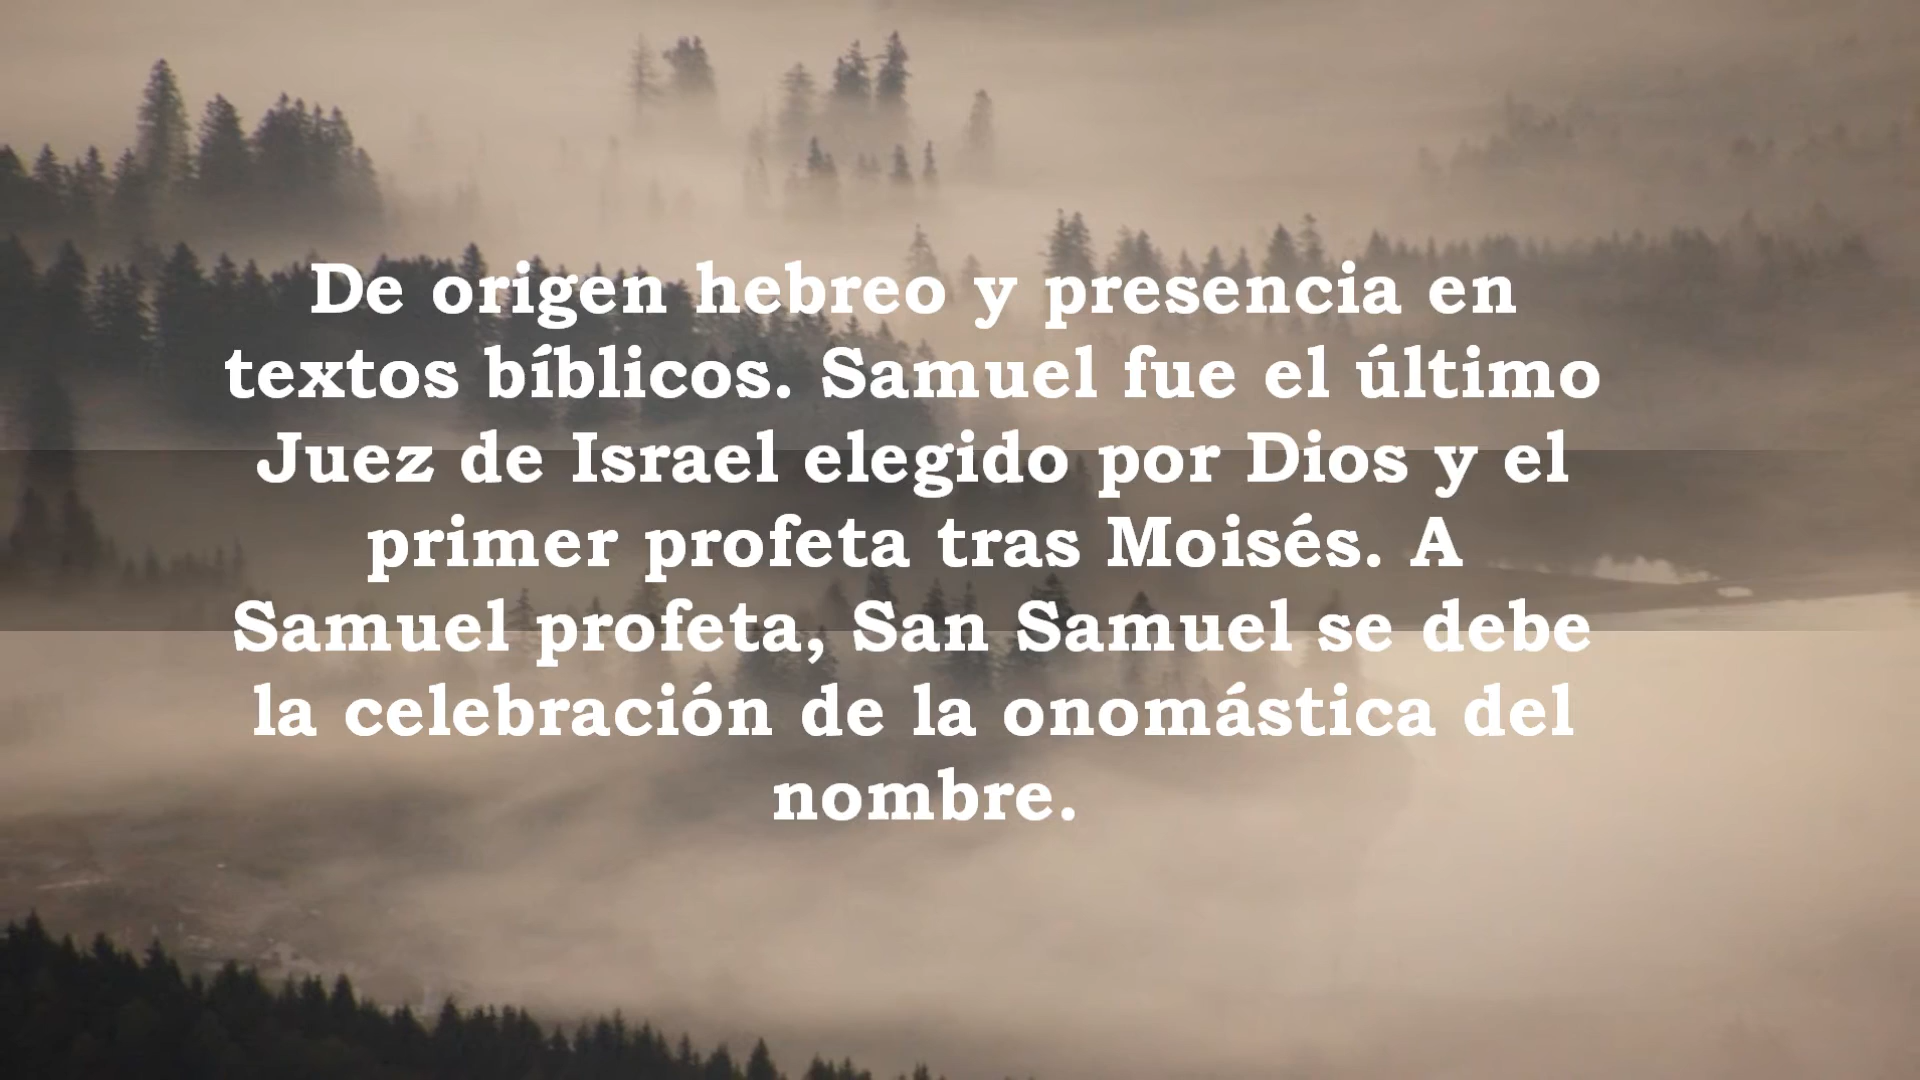 De origen hebreo y presencia en
textos bíblicos. Samuel fue el último
Juez de Israel elegido por Dios y el
primer profeta tras Moisés. A
Samuel profeta, San Samuel se debe
la celebración de la onomástica del
nombre.